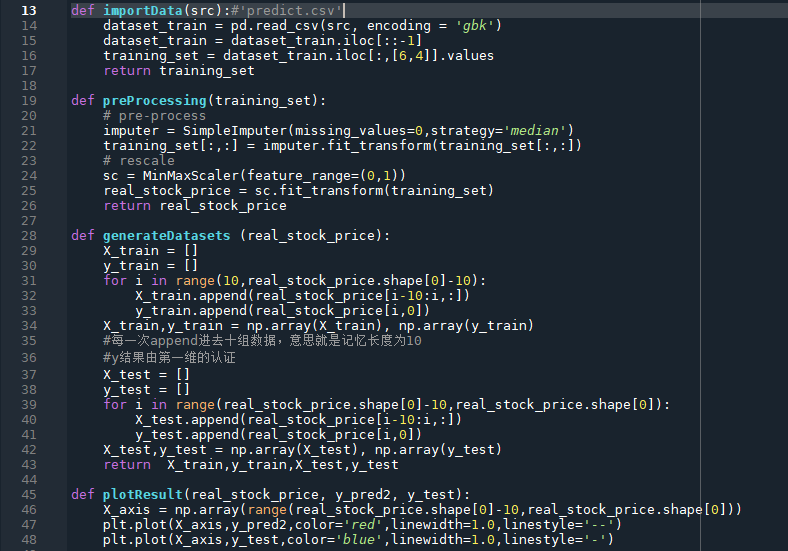 13 def importData(src):#'predict.csv'
14     dataset_train = pd.read_csv(src, encoding = 'gbk')
15     dataset_train = dataset_train.iloc[::-1]
16     training_set = dataset_train.iloc[:,[6,4]].values
17     return training_set
18
19 def preProcessing(training_set):
20     # pre-process
21     imputer = SimpleImputer(missing_values=0,strategy='median')
22     training_set[:,:] = imputer.fit_transform(training_set[:,:])
23     # rescale
24     sc = MinMaxScaler(feature_range=(0,1))
25     real_stock_price = sc.fit_transform(training_set)
26     return real_stock_price
27
28 def generateDatasets (real_stock_price):
29     X_train = []
30     y_train = []
31     for i in range(10,real_stock_price.shape[0]-10):
32         X_train.append(real_stock_price[i-10:i,:])
33         y_train.append(real_stock_price[i,0])
34     X_train,y_train = np.array(X_train), np.array(y_train)
35     #每一次append进去十组数据，意思就是记忆长度为10
36     #y结果由第一维的认证
37     X_test = []
38     y_test = []
39     for i in range(real_stock_price.shape[0]-10,real_stock_price.shape[0]):
40         X_test.append(real_stock_price[i-10:i,:])
41         y_test.append(real_stock_price[i,0])
42     X_test,y_test = np.array(X_test), np.array(y_test)
43     return  X_train,y_train,X_test,y_test
44
45 def plotResult(real_stock_price, y_pred2, y_test):
46     X_axis = np.array(range(real_stock_price.shape[0]-10,real_stock_price.shape[0]))
47     plt.plot(X_axis,y_pred2,color='red',linewidth=1.0,linestyle='--')
48     plt.plot(X_axis,y_test,color='blue',linewidth=1.0,linestyle='-')